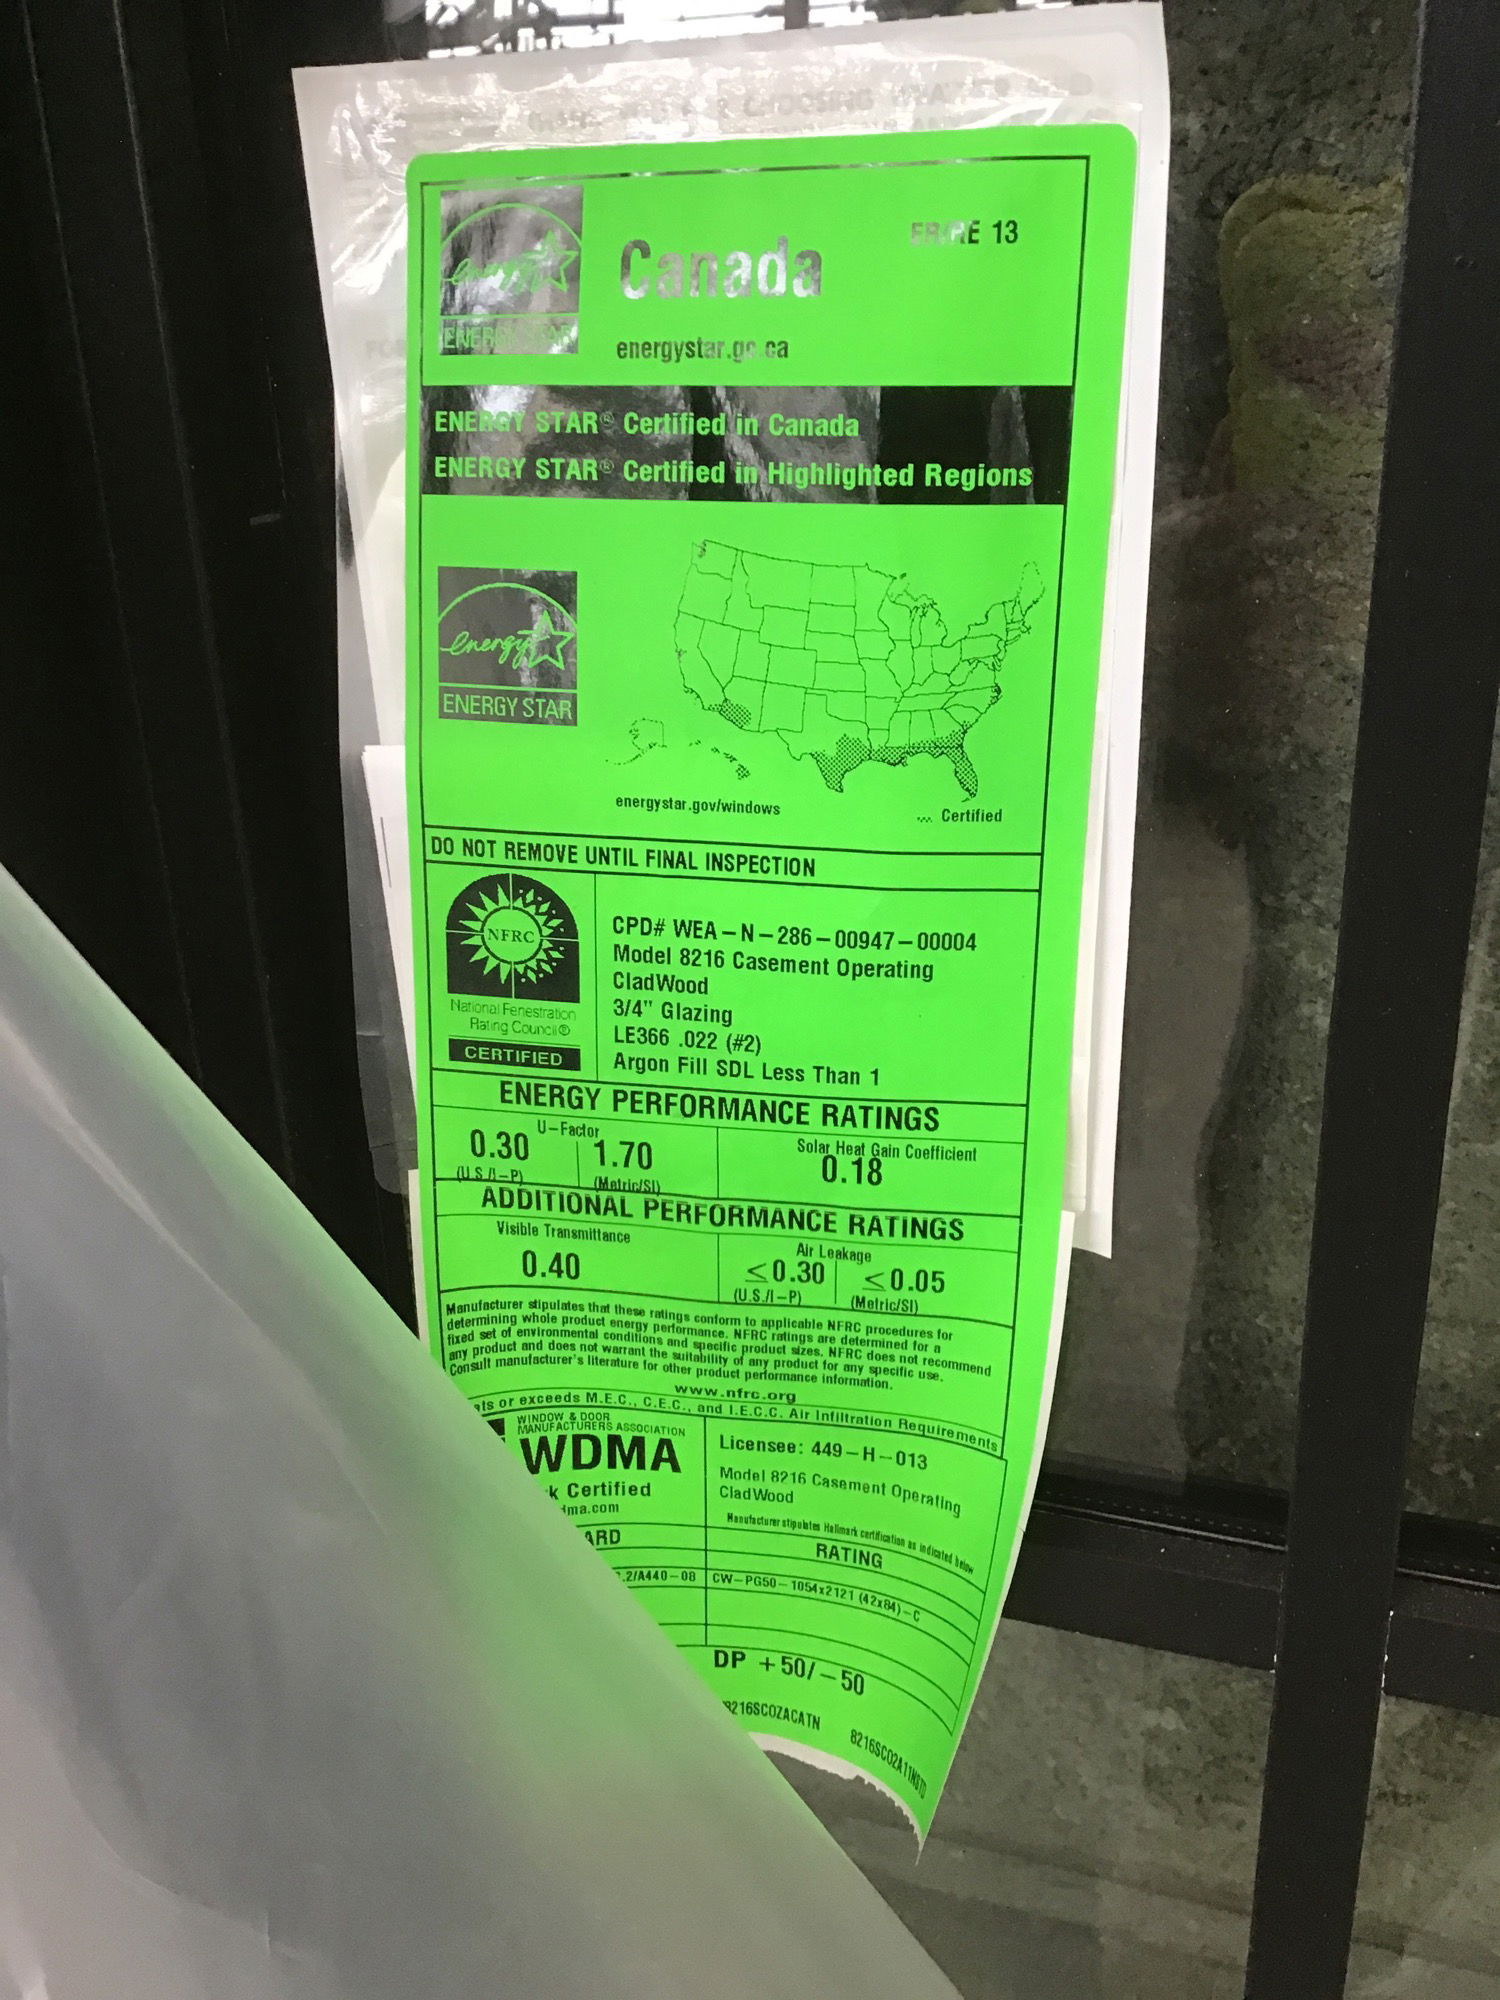 energy
ENERGY STAR
Canada
ER/RE 13
energystar.gc.ca
ENERGY STAR® Certified in Canada
ENERGY STAR® Certified in Highlighted Regions
energy
ENERGY STAR
energystar.gov/windows
Certified
DO NOT REMOVE UNTIL FINAL INSPECTION
NFRC
National Fenestration
Rating Council®
CERTIFIED
CPD# WEA-N-286-00947-00004
Model 8216 Casement Operating
CladWood
3/4" Glazing
LE366 .022 (#2)
Argon Fill SDL Less Than 1
ENERGY PERFORMANCE RATINGS
U-Factor
0.30
(U.S./I-P)
1.70
(Metric/SI)
Solar Heat Gain Coefficient
0.18
ADDITIONAL PERFORMANCE RATINGS
Visible Transmittance
0.40
Air Leakage
≤0.30
(U.S./I-P)
≤0.05
(Metric/SI)
Manufacturer stipulates that these ratings conform to applicable NFRC procedures for
determining whole product energy performance. NFRC ratings are determined for a
fixed set of environmental conditions and specific product sizes. NFRC does not recommend
any product and does not warrant the suitability of any product for any specific use.
Consult manufacturer's literature for other product performance information.
www.nfrc.org
or exceeds M.E.C., C.E.C., and I.E.C.C. Air Infiltration Requirements
WINDOW & DOOR
MANUFACTURERS ASSOCIATION
WDMA
Certified
Licensee: 449-H-013
Model 8216 Casement Operating
CladWood
Manufacturer stipulates Hallmark certification as indicated below
RATING
.2/A440-08
CW-PG50-1054x2121 (42x84)-C
DP +50/-50